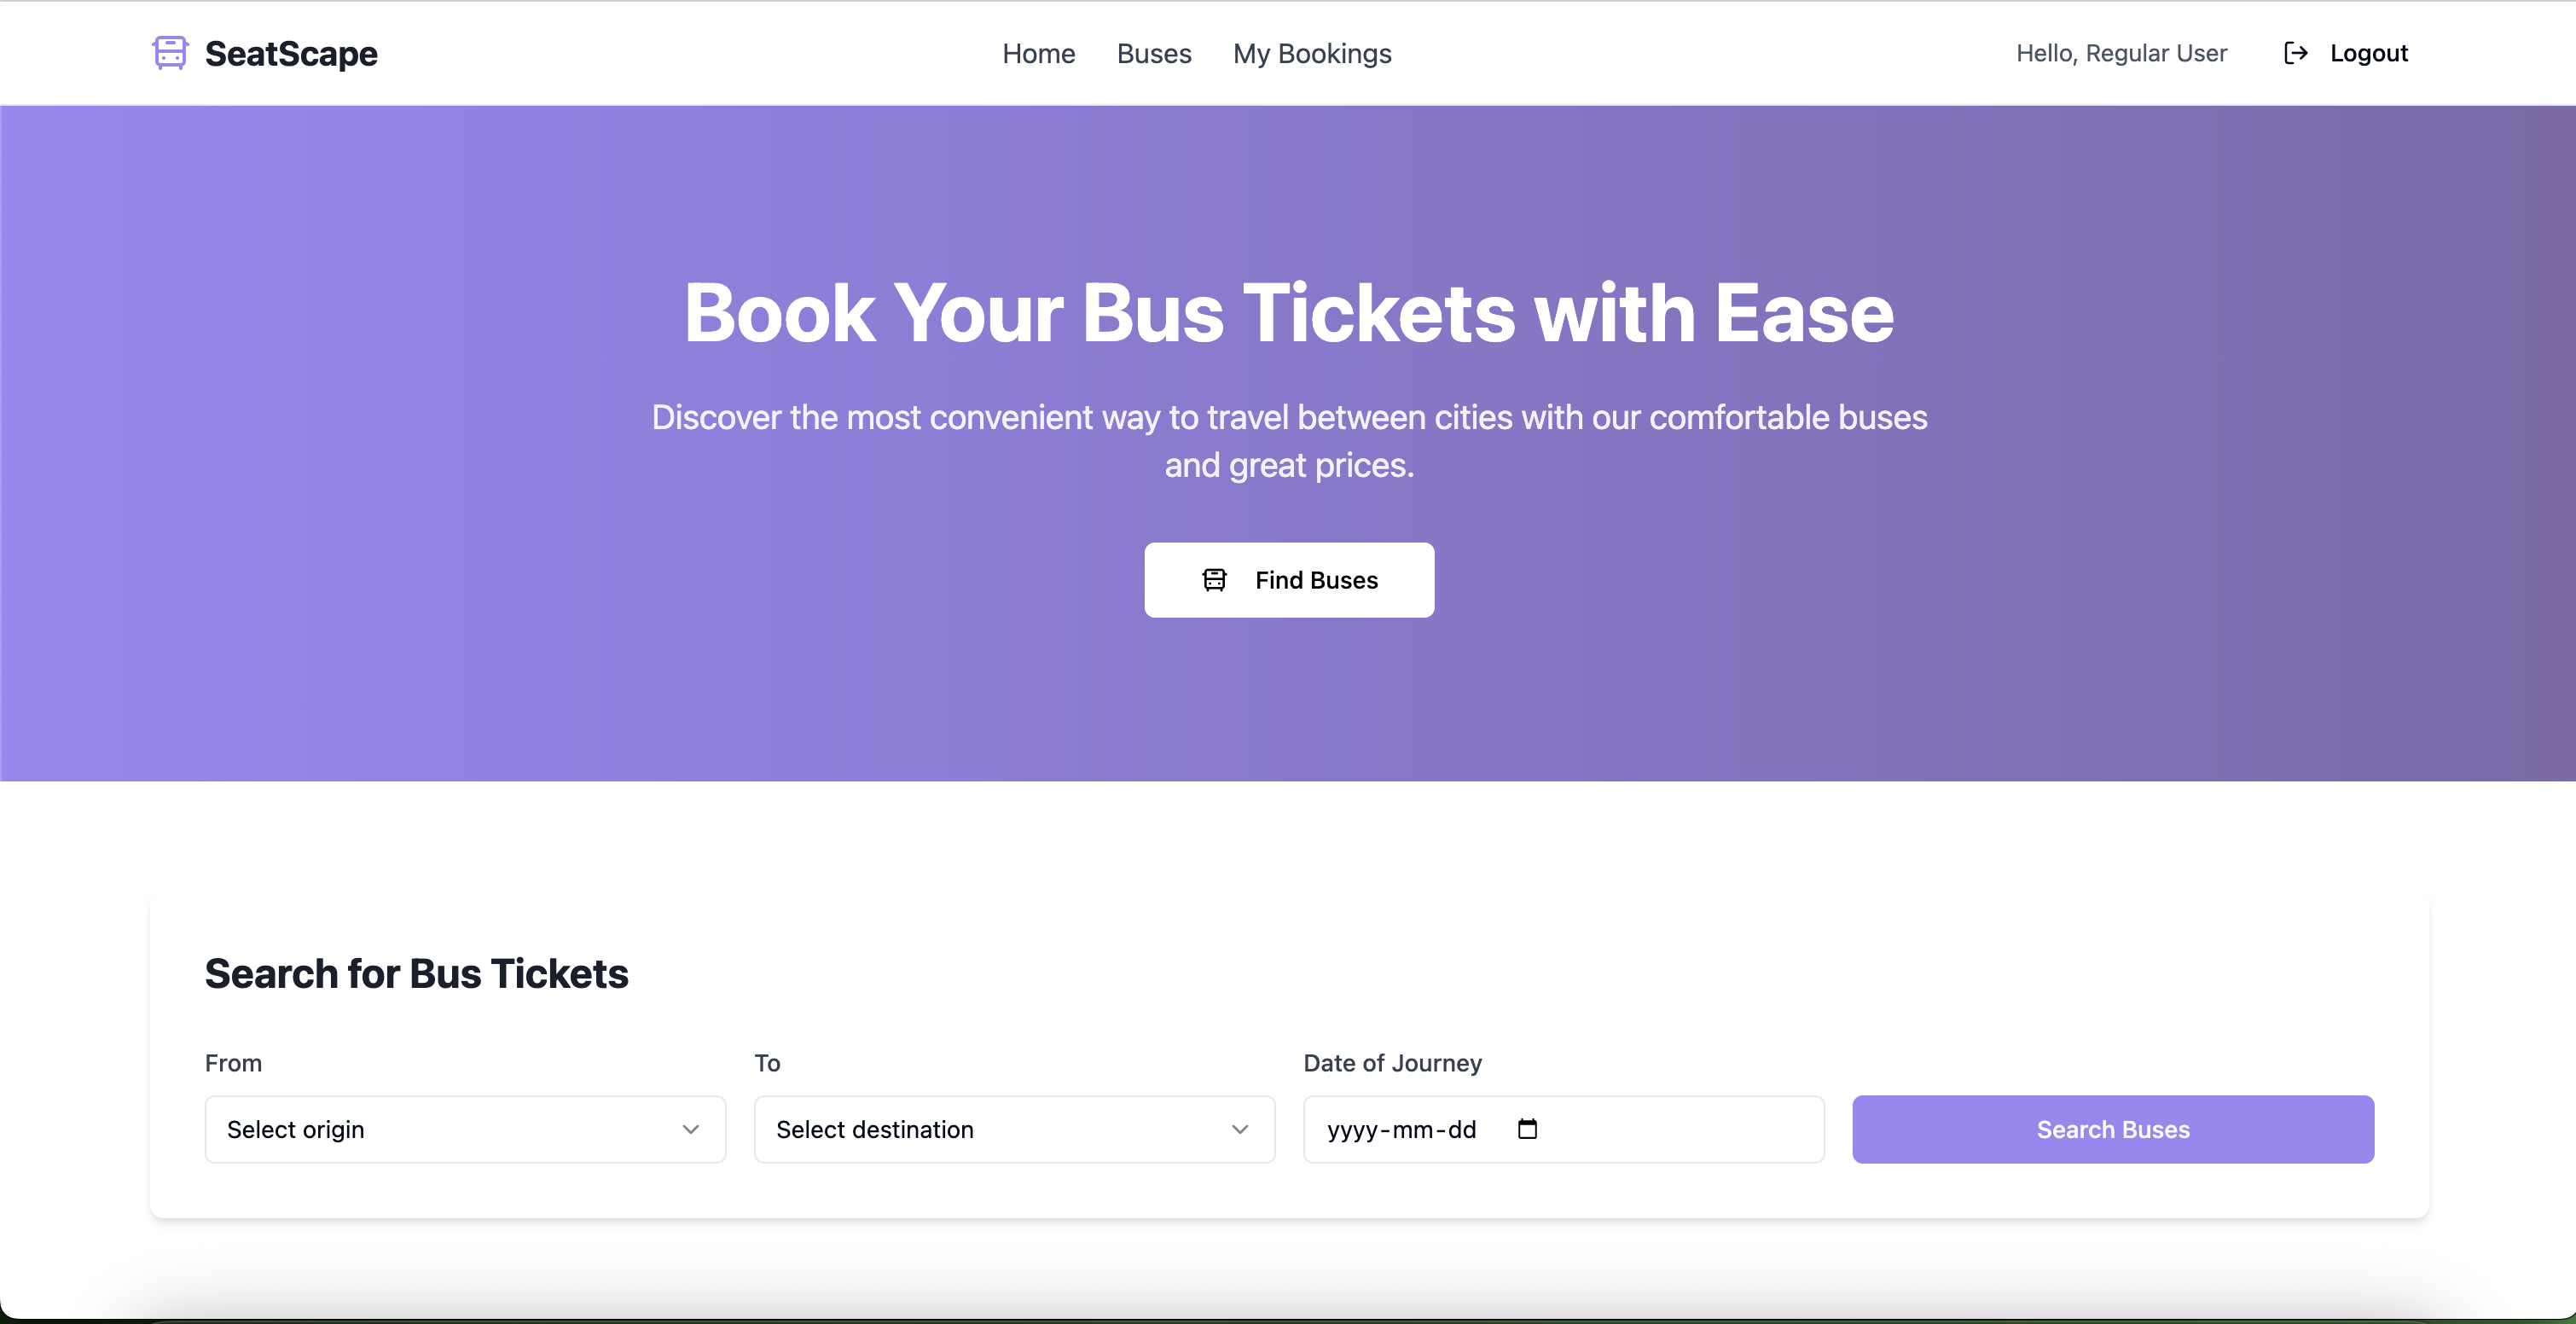 SeatScape
Home
Buses
My Bookings
Hello, Regular User
Logout
Book Your Bus Tickets with Ease
Discover the most convenient way to travel between cities with our comfortable buses
and great prices.
Find Buses
Search for Bus Tickets
From
To
Date of Journey
Select origin
Select destination
yyyy-mm-dd
Search Buses